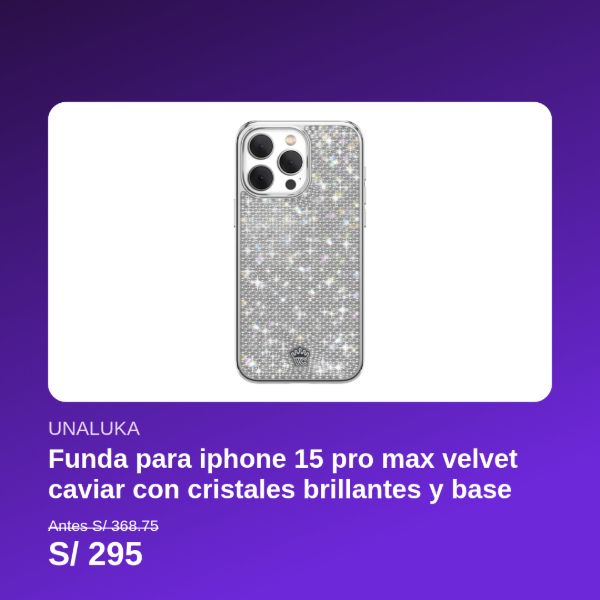 UNALUKA
Funda para iphone 15 pro max velvet
caviar con cristales brillantes y base
Antes S/ 368.75
S/ 295